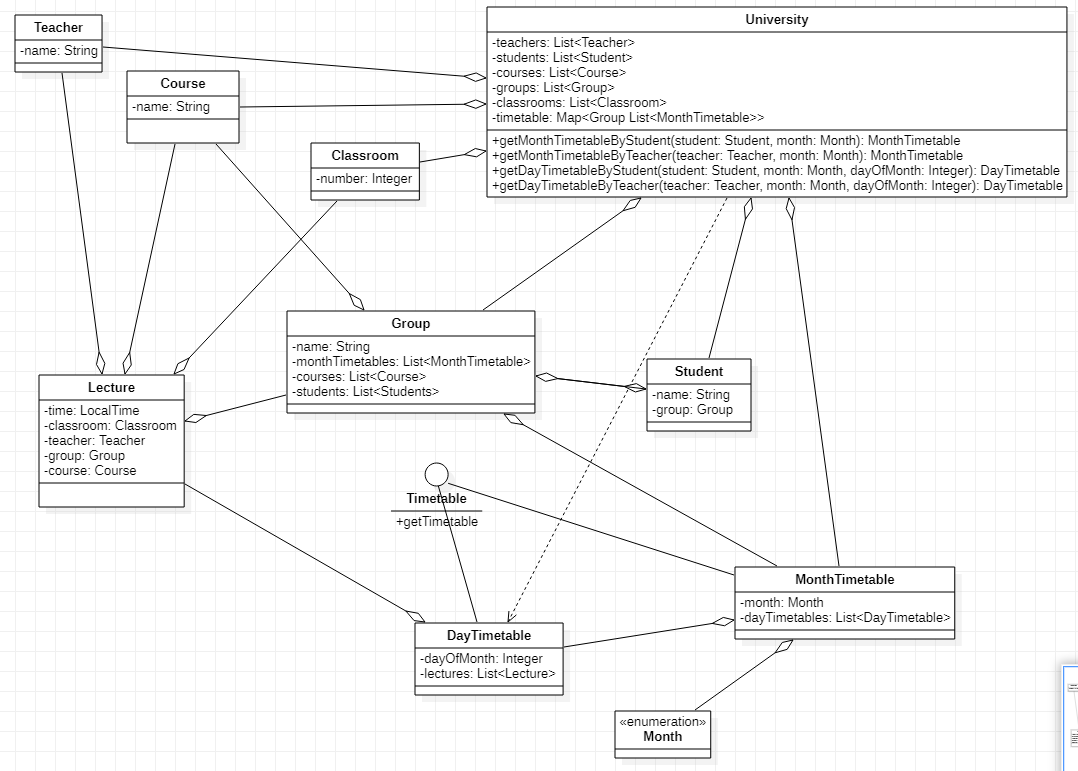 Teacher
-name: String
Course
-name: String
Classroom
-number: Integer
University
-teachers: List<Teacher>
-students: List<Student>
-courses: List<Course>
-groups: List<Group>
-classrooms: List<Classroom>
-timetable: Map<Group List<MonthTimetable>>
+getMonthTimetableByStudent(student: Student, month: Month): MonthTimetable
+getMonthTimetableByTeacher(teacher: Teacher, month: Month): MonthTimetable
+getDayTimetableByStudent(student: Student, month: Month, dayOfMonth: Integer): DayTimetable
+getDayTimetableByTeacher(teacher: Teacher, month: Month, dayOfMonth: Integer): DayTimetable
Group
-name: String
-monthTimetables: List<MonthTimetable>
-courses: List<Course>
-students: List<Students>
Student
-name: String
-group: Group
Lecture
-time: LocalTime
-classroom: Classroom
-teacher: Teacher
-group: Group
-course: Course
Timetable
+getTimetable
MonthTimetable
-month: Month
-dayTimetables: List<DayTimetable>
DayTimetable
-dayOfMonth: Integer
-lectures: List<Lecture>
«enumeration»
Month